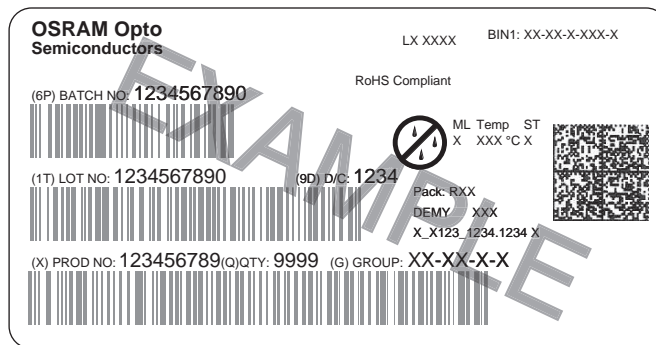 OSRAM Opto
Semiconductors
LX XXXX
BIN1: XX-XX-X-XXX-X
RoHS Compliant
(6P) BATCH NO: 1234567890
ML Temp ST
X XXX °C X
(1T) LOT NO: 1234567890 (9D) D/C: 1234
Pack: RXX
DEMY XXX
X_X123_1234.1234 X
(X) PROD NO: 123456789(Q)QTY: 9999 (G) GROUP: XX-XX-X-X
EXAMPLE